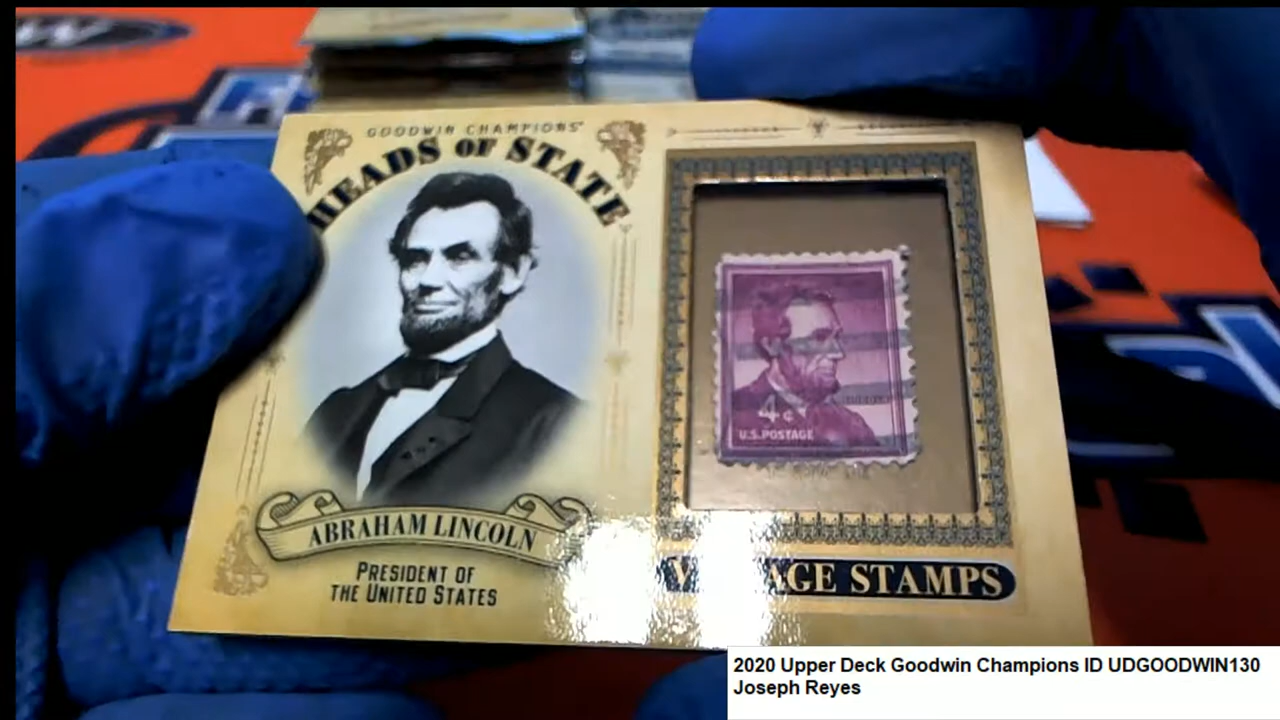 GOODWIN CHAMPIONS
HEADS OF STATE
ABRAHAM LINCOLN
PRESIDENT OF
THE UNITED STATES
4¢
U.S. POSTAGE
STAMPS
2020 Upper Deck Goodwin Champions ID UDGOODWIN130
Joseph Reyes